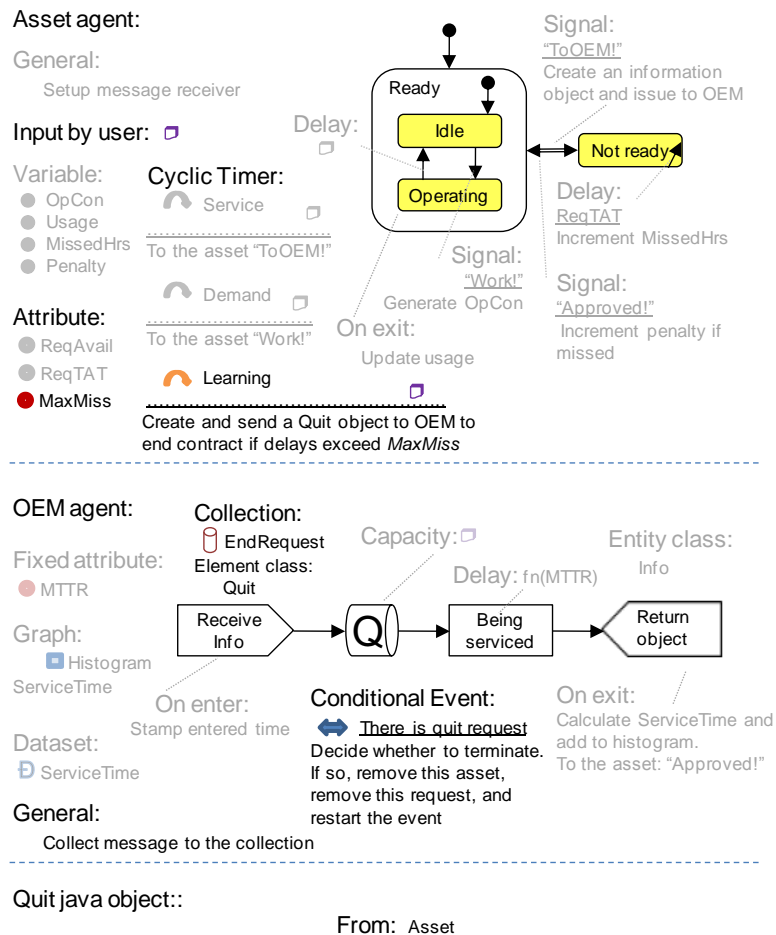 Asset agent:
General:
Setup message receiver
Input by user:
Variable:
OpCon
Usage
MissedHrs
Penalty
Attribute:
ReqAvail
ReqTAT
MaxMiss
Cyclic Timer:
Service
To the asset “ToOEM!”
Demand
To the asset “Work!”
Learning
Create and send a Quit object to OEM to
end contract if delays exceed MaxMiss
Delay:
Ready
Idle
Operating
Signal:
“ToOEM!”
Create an information
object and issue to OEM
Not ready
Delay:
ReqTAT
Increment MissedHrs
Signal:
“Work!”
Generate OpCon
On exit:
Update usage
Signal:
“Approved!”
Increment penalty if
missed
OEM agent:
Fixed attribute:
MTTR
Graph:
Histogram
ServiceTime
Dataset:
ServiceTime
General:
Collect message to the collection
Collection:
EndRequest
Element class:
Quit
Capacity:
Delay: fn(MTTR)
Entity class:
Info
Receive
Info
Q
Being
serviced
Return
object
On enter:
Stamp entered time
Conditional Event:
There is quit request
Decide whether to terminate.
If so, remove this asset,
remove this request, and
restart the event
On exit:
Calculate ServiceTime and
add to histogram.
To the asset: “Approved!”
Quit java object::
From: Asset